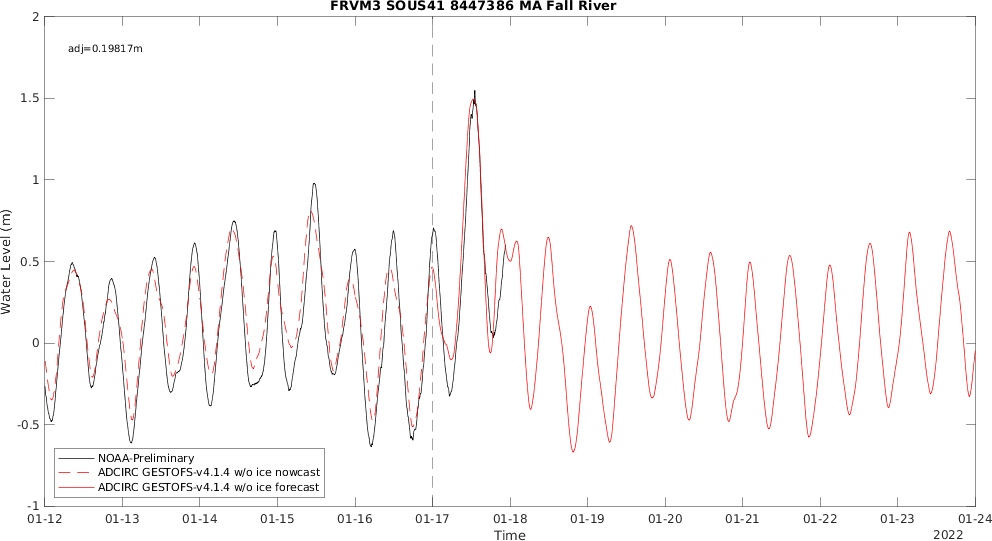 FRVM3 SOUS41 8447386 MA Fall River
2
adj=0.19817m
1.5
1
0.5
0
-0.5
-1
Water Level (m)
NOAA-Preliminary
ADCIRC GESTOFS-v4.1.4 w/o ice nowcast
ADCIRC GESTOFS-v4.1.4 w/o ice forecast
01-12 01-13 01-14 01-15 01-16 01-17 01-18 01-19 01-20 01-21 01-22 01-23 01-24
Time
2022